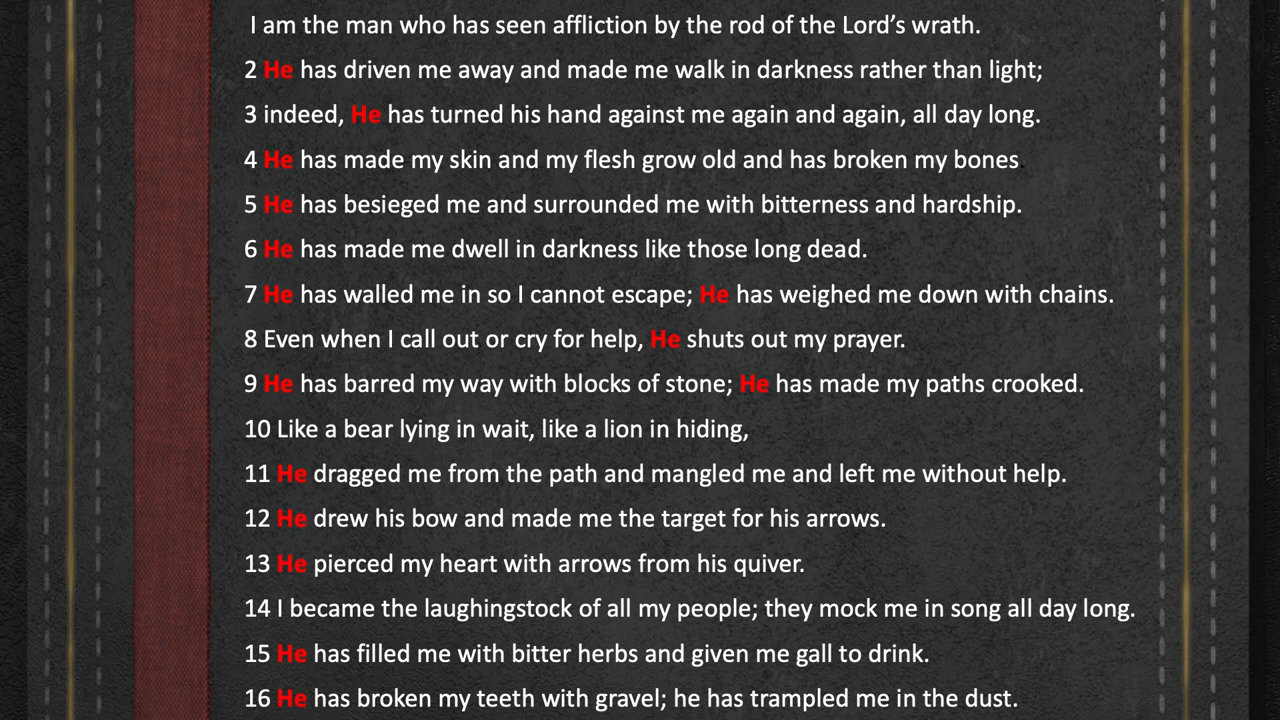 I am the man who has seen affliction by the rod of the Lord’s wrath.
2 He has driven me away and made me walk in darkness rather than light;
3 indeed, He has turned his hand against me again and again, all day long.
4 He has made my skin and my flesh grow old and has broken my bones
5 He has besieged me and surrounded me with bitterness and hardship.
6 He has made me dwell in darkness like those long dead.
7 He has walled me in so I cannot escape; He has weighed me down with chains.
8 Even when I call out or cry for help, He shuts out my prayer.
9 He has barred my way with blocks of stone; He has made my paths crooked.
10 Like a bear lying in wait, like a lion in hiding,
11 He dragged me from the path and mangled me and left me without help.
12 He drew his bow and made me the target for his arrows.
13 He pierced my heart with arrows from his quiver.
14 I became the laughingstock of all my people; they mock me in song all day long.
15 He has filled me with bitter herbs and given me gall to drink.
16 He has broken my teeth with gravel; he has trampled me in the dust.